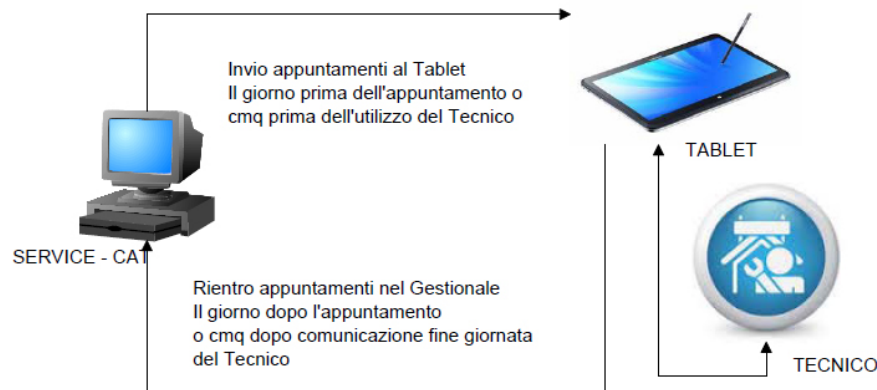 Invio appuntamenti al Tablet
Il giorno prima dell'appuntamento o
cmq prima dell'utilizzo del Tecnico
TABLET
SERVICE - CAT
Rientro appuntamenti nel Gestionale
Il giorno dopo l'appuntamento
o cmq dopo comunicazione fine giornata
del Tecnico
TECNICO